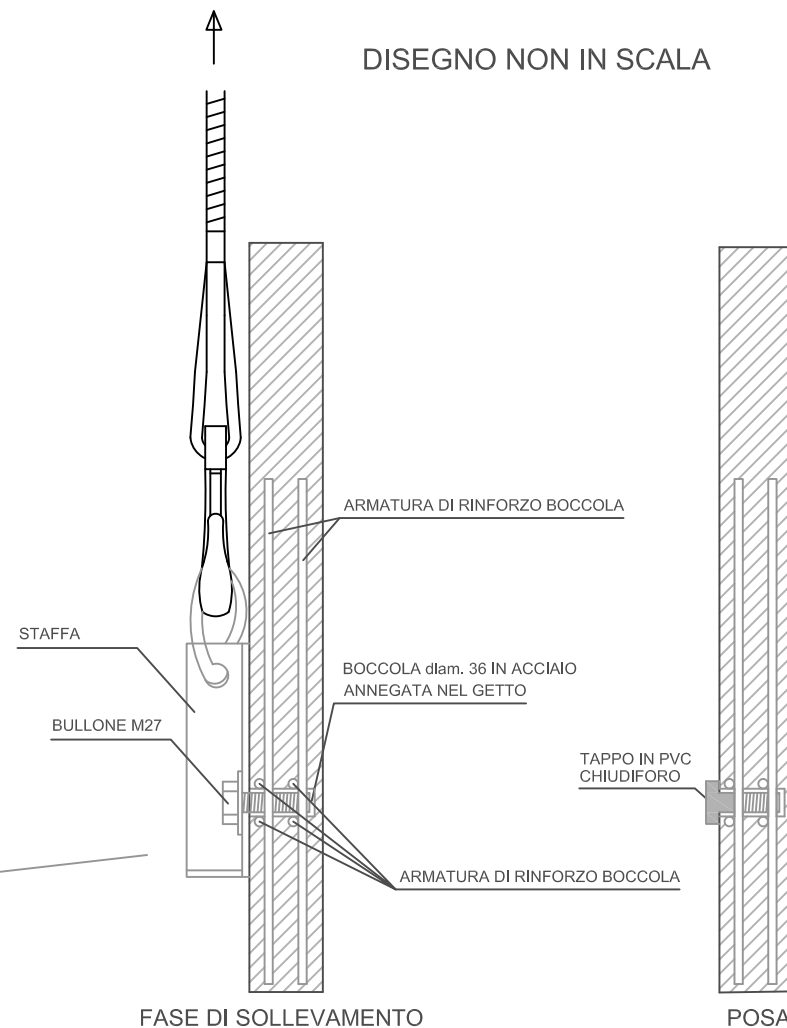 DISEGNO NON IN SCALA
ARMATURA DI RINFORZO BOCCOLA
STAFFA
BOCCOLA diam. 36 IN ACCIAIO
ANNEGATA NEL GETTO
BULLONE M27
TAPPO IN PVC
CHIUDIFORO
ARMATURA DI RINFORZO BOCCOLA
FASE DI SOLLEVAMENTO
POSA